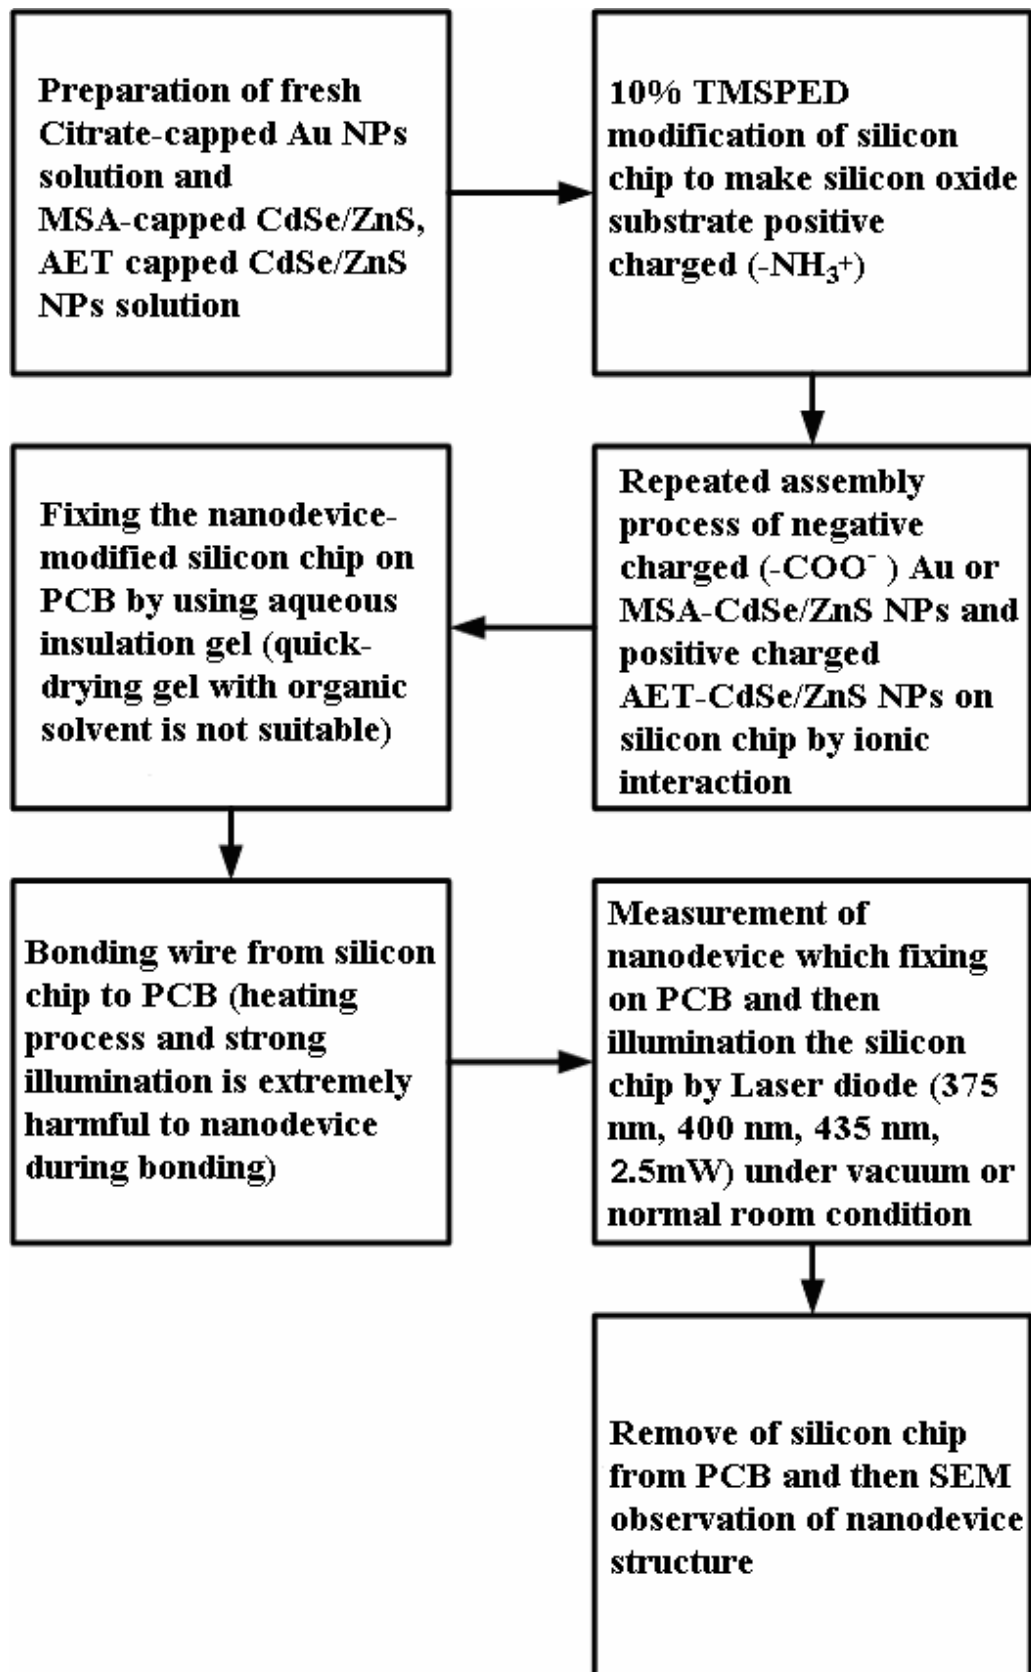 Preparation of fresh
Citrate-capped Au NPs
solution and
MSA-capped CdSe/ZnS,
AET capped CdSe/ZnS
NPs solution
10% TMSPED
modification of silicon
chip to make silicon oxide
substrate positive
charged (-NH₃⁺)
Repeated assembly
process of negative
charged (-COO⁻ ) Au or
MSA-CdSe/ZnS NPs and
positive charged
AET-CdSe/ZnS NPs on
silicon chip by ionic
interaction
Fixing the nanodevice-
modified silicon chip on
PCB by using aqueous
insulation gel (quick-
drying gel with organic
solvent is not suitable)
Bonding wire from silicon
chip to PCB (heating
process and strong
illumination is extremely
harmful to nanodevice
during bonding)
Measurement of
nanodevice which fixing
on PCB and then
illumination the silicon
chip by Laser diode (375
nm, 400 nm, 435 nm,
2.5mW) under vacuum or
normal room condition
Remove of silicon chip
from PCB and then SEM
observation of nanodevice
structure